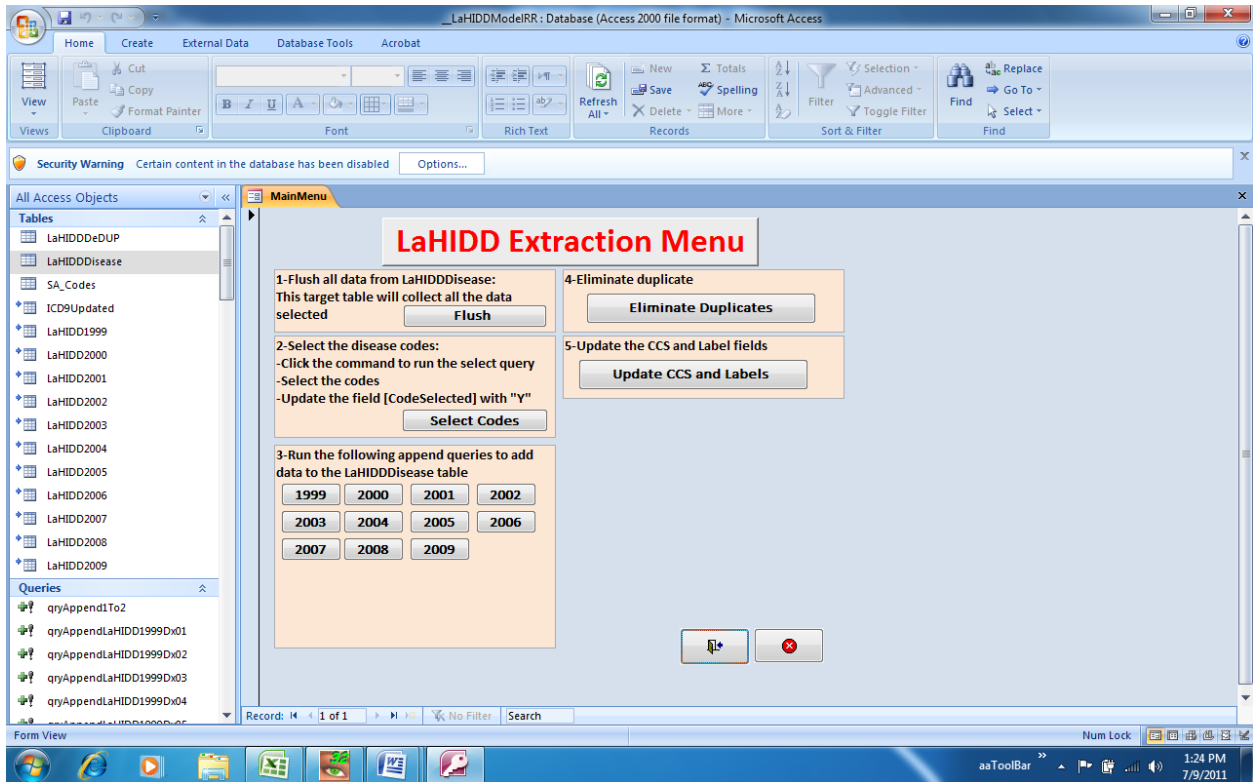 _LaHIDDModelRR : Database (Access 2000 file format) - Microsoft Access
Home Create External Data Database Tools Acrobat
View
Views
Paste
Cut
Copy
Format Painter
Clipboard
B I U A
Font
Rich Text
Refresh
All
New
Save
Delete
Σ Totals
Spelling
More
Records
Filter
Selection
Advanced
Toggle Filter
Sort & Filter
Find
Replace
Go To
Select
Find
Security Warning Certain content in the database has been disabled Options...
All Access Objects
Tables
LaHIDDDeDUP
LaHIDDDisease
SA_Codes
ICD9Updated
LaHIDD1999
LaHIDD2000
LaHIDD2001
LaHIDD2002
LaHIDD2003
LaHIDD2004
LaHIDD2005
LaHIDD2006
LaHIDD2007
LaHIDD2008
LaHIDD2009
Queries
qryAppend1To2
qryAppendLaHIDD1999Dx01
qryAppendLaHIDD1999Dx02
qryAppendLaHIDD1999Dx03
qryAppendLaHIDD1999Dx04
MainMenu
LaHIDD Extraction Menu
1-Flush all data from LaHIDDDisease:
This target table will collect all the data
selected
Flush
2-Select the disease codes:
-Click the command to run the select query
-Select the codes
-Update the field [CodeSelected] with "Y"
Select Codes
3-Run the following append queries to add
data to the LaHIDDDisease table
1999 2000 2001 2002
2003 2004 2005 2006
2007 2008 2009
4-Eliminate duplicate
Eliminate Duplicates
5-Update the CCS and Label fields
Update CCS and Labels
Record: 1 of 1 No Filter Search
Form View
Num Lock
aaToolBar
1:24 PM
7/9/2011